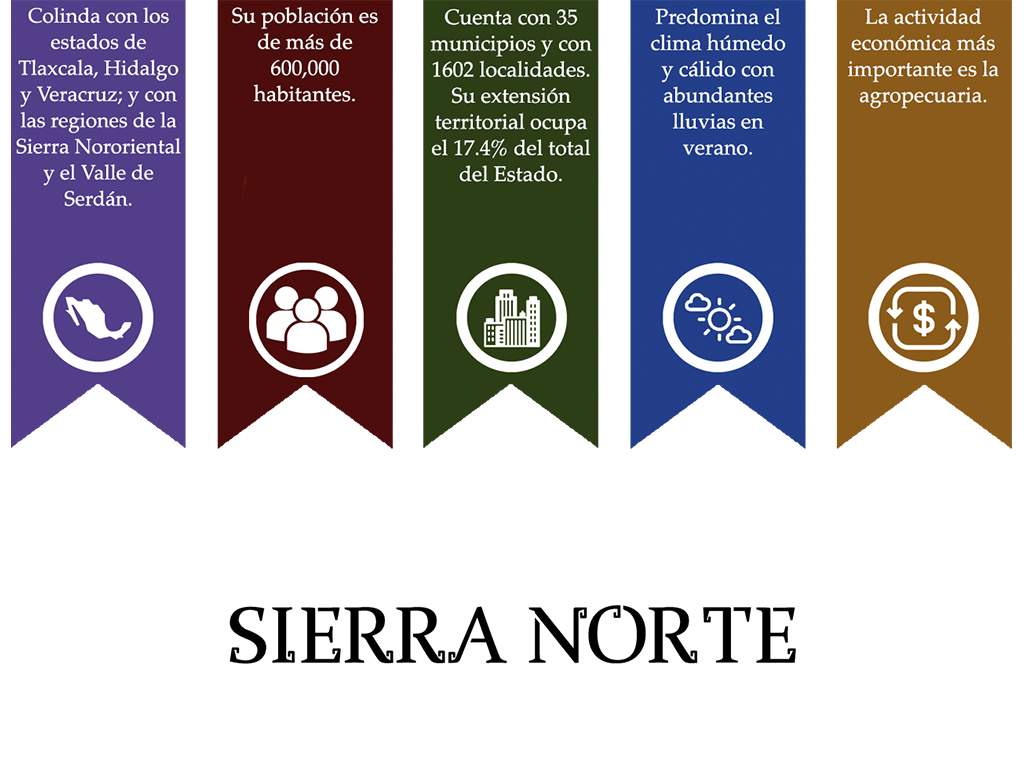 Colinda con los
estados de
Tlaxcala, Hidalgo
y Veracruz; y con
las regiones de la
Sierra Nororiental
y el Valle de
Serdán.
Su población es
de más de
600,000
habitantes.
Cuenta con 35
municipios y con
1602 localidades.
Su extensión
territorial ocupa
el 17.4% del total
del Estado.
Predomina el
clima húmedo
y cálido con
abundantes
lluvias en
verano.
La actividad
económica más
importante es la
agropecuaria.
$
SIERRA NORTE